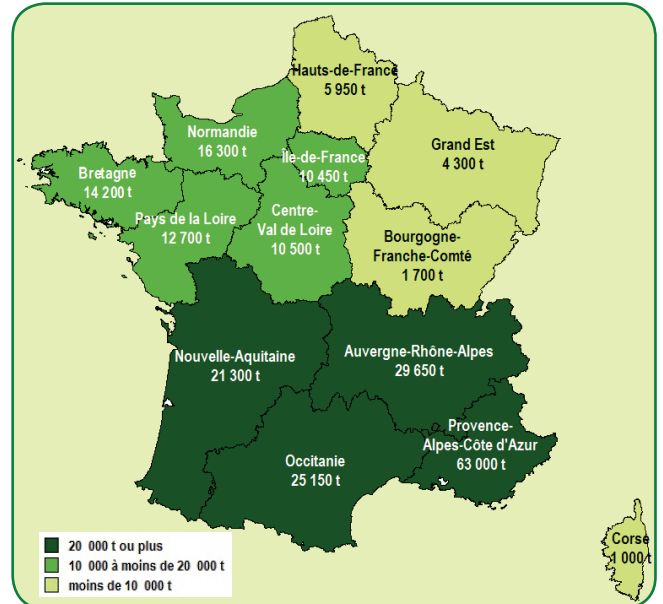 Hauts-de-France
5 950 t
Normandie
16 300 t
Île-de-France
10 450 t
Grand Est
4 300 t
Bretagne
14 200 t
Pays de la Loire
12 700 t
Centre-
Val de Loire
10 500 t
Bourgogne-
Franche-Comté
1 700 t
Nouvelle-Aquitaine
21 300 t
Auvergne-Rhône-Alpes
29 650 t
Provence-
Alpes-Côte d'Azur
63 000 t
Occitanie
25 150 t
Corse
1 000 t
20 000 t ou plus
10 000 à moins de 20 000 t
moins de 10 000 t